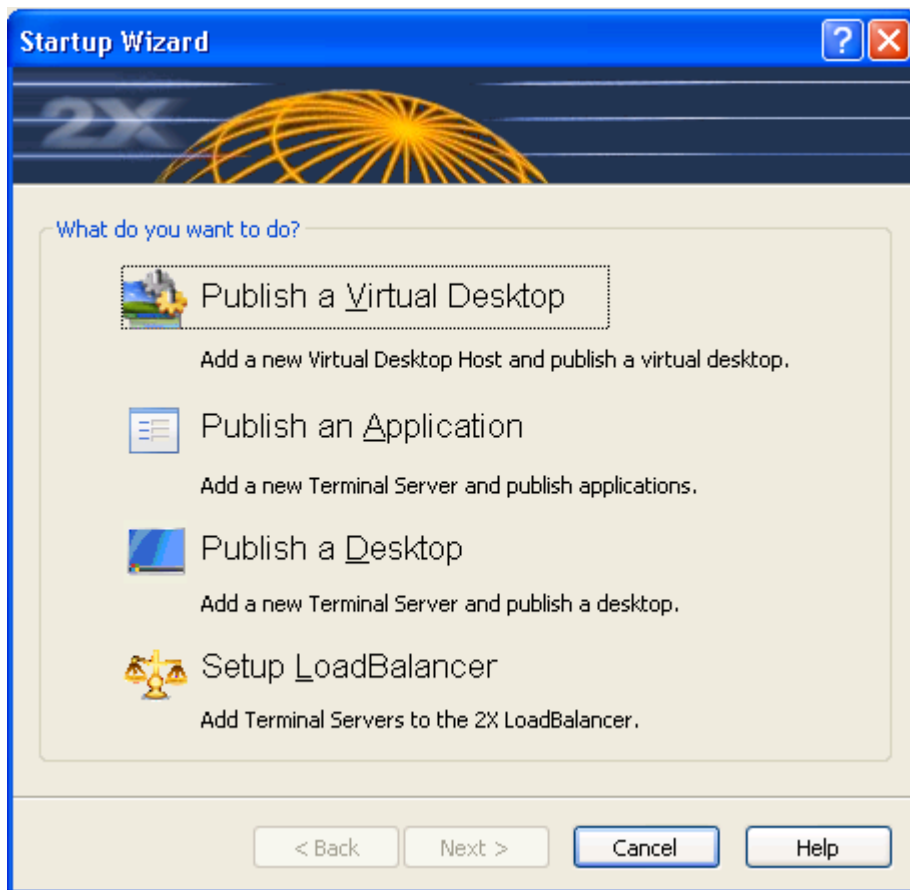 Startup Wizard
2X
What do you want to do?
Publish a Virtual Desktop
Add a new Virtual Desktop Host and publish a virtual desktop.
Publish an Application
Add a new Terminal Server and publish applications.
Publish a Desktop
Add a new Terminal Server and publish a desktop.
Setup LoadBalancer
Add Terminal Servers to the 2X LoadBalancer.
< Back Next > Cancel Help